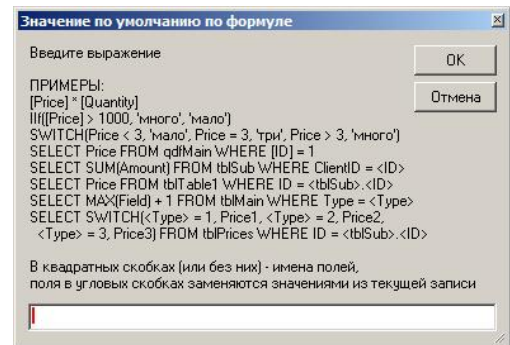 Значение по умолчанию по формуле
Введите выражение
OK
Отмена
ПРИМЕРЫ:
[Price] * [Quantity]
IIf([Price] > 1000, 'много', 'мало')
SWITCH(Price < 3, 'мало', Price = 3, 'три', Price > 3, 'много')
SELECT Price FROM qdfMain WHERE [ID] = 1
SELECT SUM(Amount) FROM tblSub WHERE ClientID = <ID>
SELECT Price FROM tblTable1 WHERE ID = <tblSub>.<ID>
SELECT MAX(Field) + 1 FROM tblMain WHERE Type = <Type>
SELECT SWITCH(<Type> = 1, Price1, <Type> = 2, Price2,
<Type> = 3, Price3) FROM tblPrices WHERE ID = <tblSub>.<ID>
В квадратных скобках (или без них) - имена полей,
поля в угловых скобках заменяются значениями из текущей записи